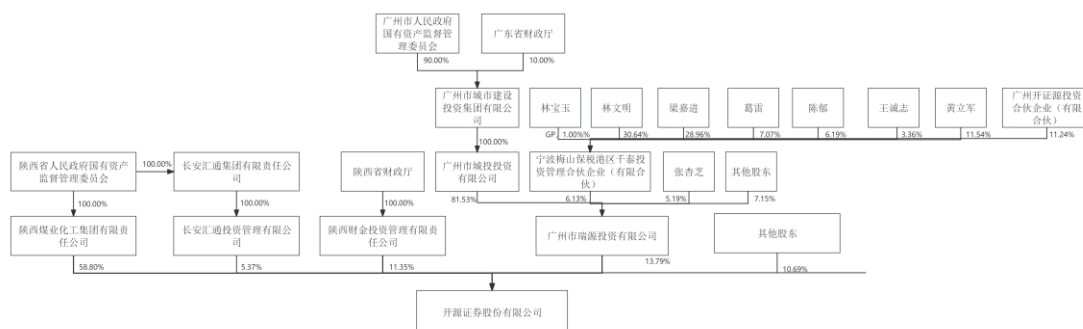 广州市人民政府
国有资产监督管
理委员会
广东省财政厅
90.00%
10.00%
广州市城市建设
投资集团有限公
司
林宝玉
林文明
梁嘉进
葛雷
陈郁
王诚志
黄立军
广州开证源投资
合伙企业（有限
合伙）
GP
1.00%%
30.64%
28.96%
7.07%
6.19%
3.36%
11.54%
11.24%
100.00%
陕西省人民政府国有资产
监督管理委员会
100.00%
长安汇通集团有限责任公
司
陕西省财政厅
广州市城投投资
有限公司
宁波梅山保税港区千泰投
资管理合伙企业（有限合
伙）
张杏芝
其他股东
100.00%
100.00%
100.00%
81.53%
6.13%
5.19%
7.15%
陕西煤业化工集团有限责
任公司
长安汇通投资管理有限公
司
陕西财金投资管理有限责
任公司
广州市瑞源投资有限公司
其他股东
58.80%
5.37%
11.35%
13.79%
10.69%
开源证券股份有限公司